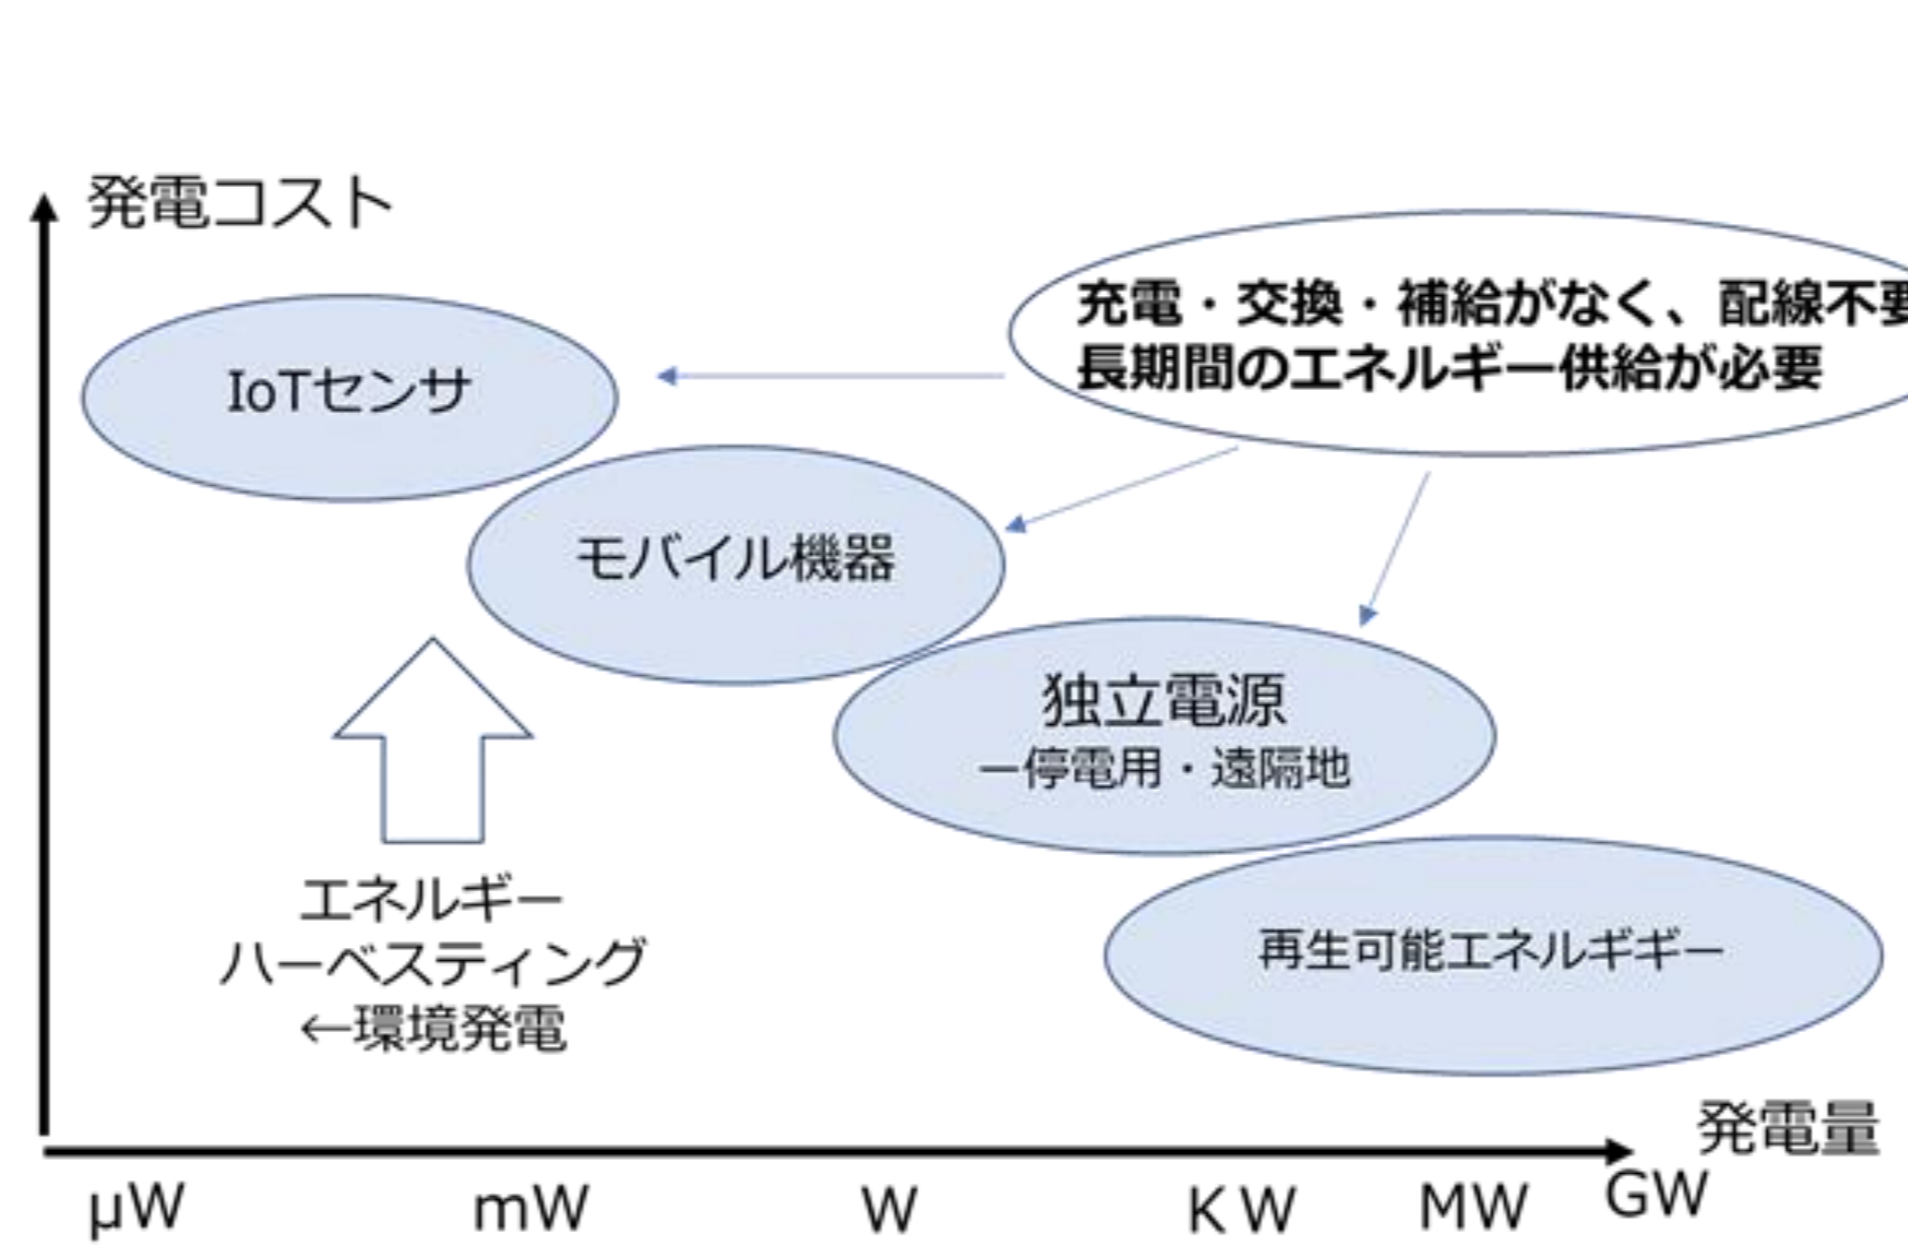 発電コスト
充電・交換・補給がなく、配線不要
長期間のエネルギー供給が必要
IoTセンサ
モバイル機器
独立電源
ー停電用・遠隔地
エネルギー
ハーベスティング
←環境発電
再生可能エネルギギー
発電量
μW
mW
W
KW
MW
GW